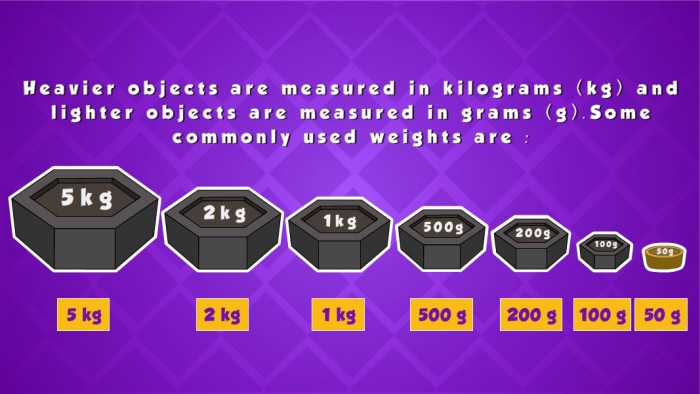 Heavier objects are measured in kilograms (kg) and
lighter objects are measured in grams (g).Some
commonly used weights are :
5kg
2kg
1kg
500g
200g
100g
50g
5 kg
2 kg
1 kg
500 g
200 g
100 g
50 g